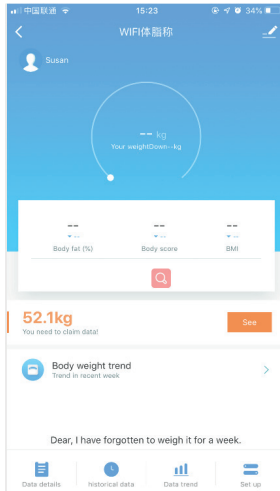 中国联通 15:23 34%
WIFI体脂称
Susan
-- kg
Your weightDown--kg
-- -- --
-- -- --
Body fat (%) Body score BMI
52.1kg
You need to claim data!
See
Body weight trend
Trend in recent week
Dear, I have forgotten to weigh it for a week.
Data details historical data Data trend Set up